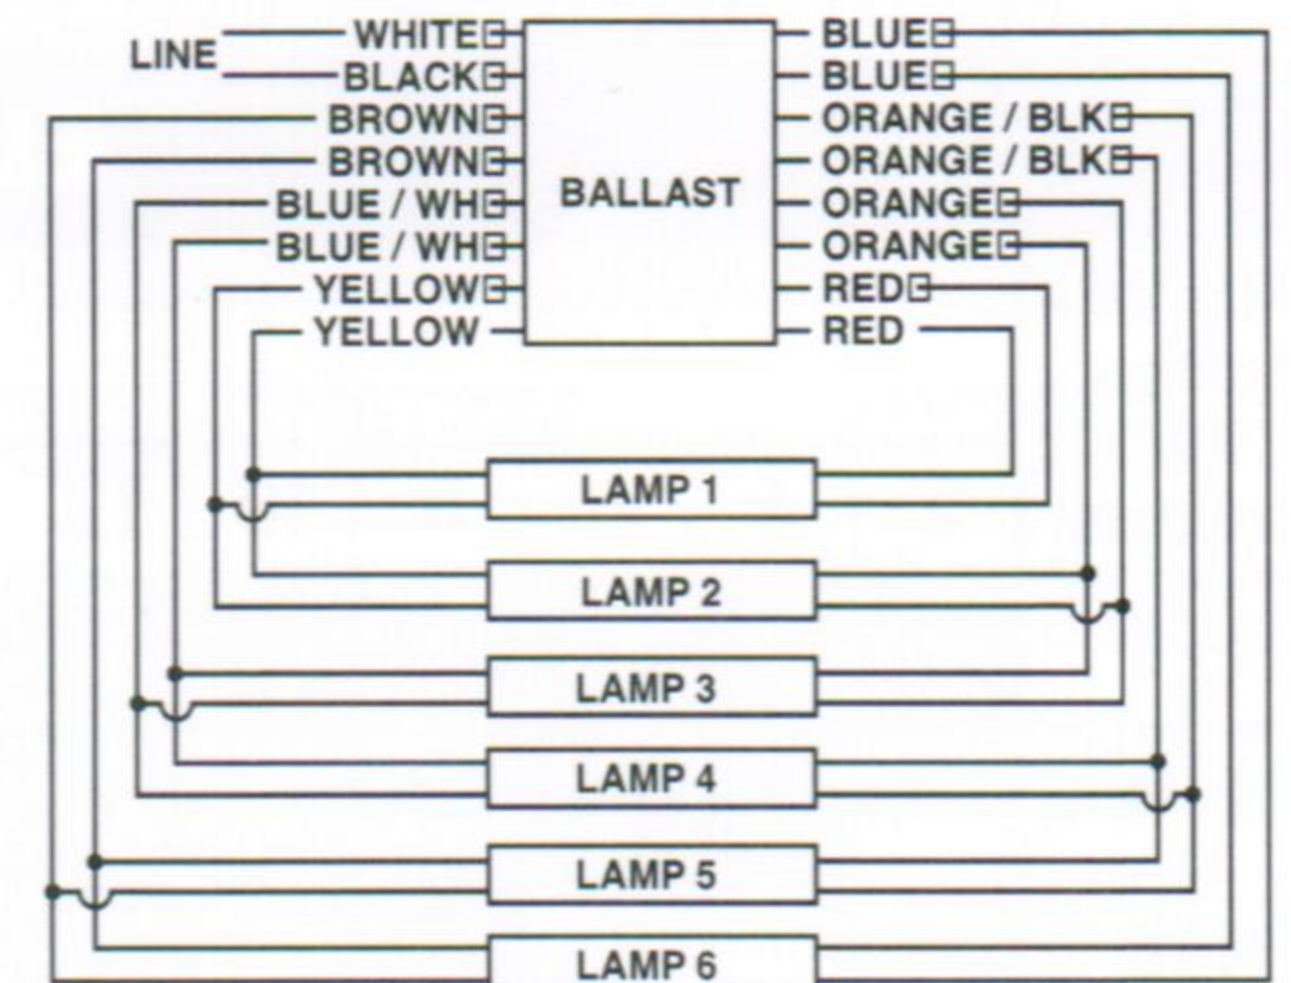 LINE
WHITE
BLACK
BROWN
BROWN
BLUE / WH
BLUE / WH
YELLOW
YELLOW
BALLAST
BLUE
BLUE
ORANGE / BLK
ORANGE / BLK
ORANGE
ORANGE
RED
RED
LAMP 1
LAMP 2
LAMP 3
LAMP 4
LAMP 5
LAMP 6